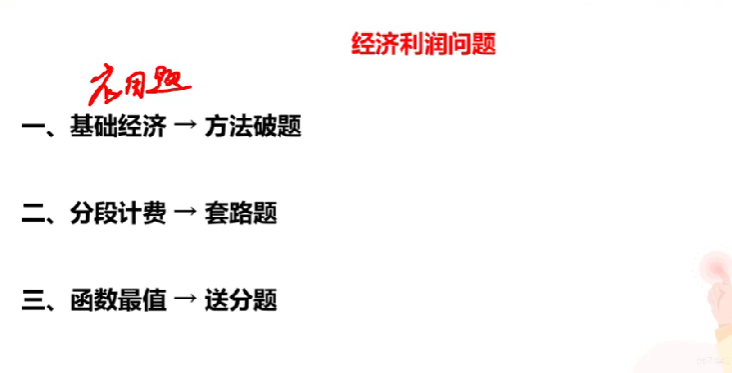 经济利润问题
应用题
一、基础经济 → 方法破题
二、分段计费 → 套路题
三、函数最值 → 送分题